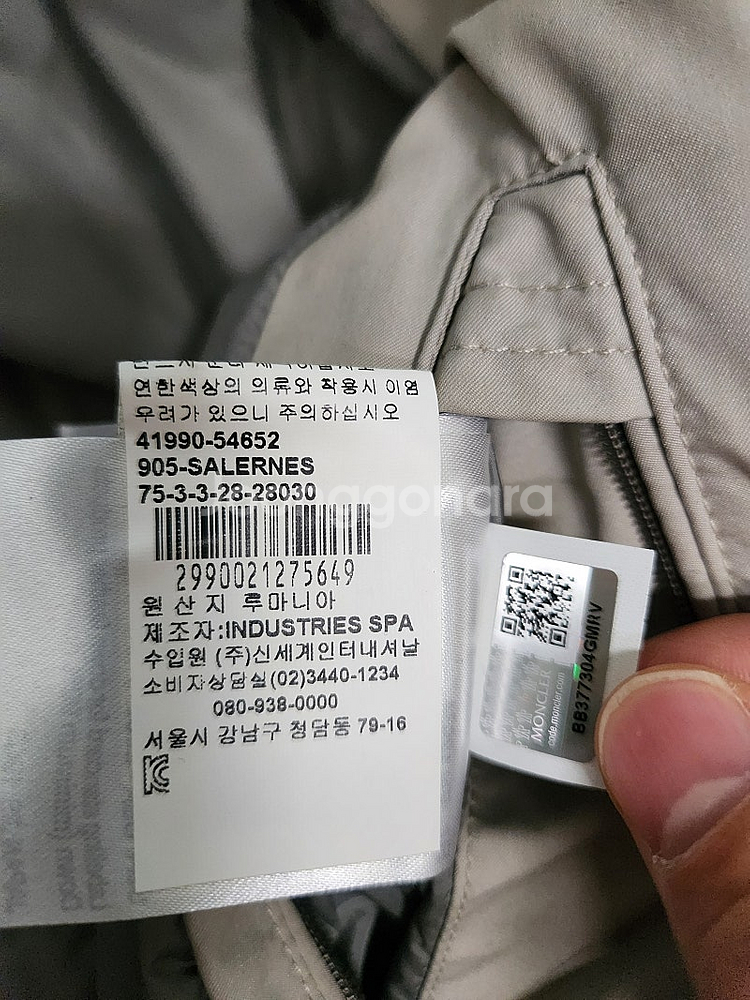 연한색상의 의류와 착용시 이염
우려가 있으니 주의하십시오
41990-54652
905-SALERNES
75-3-3-28-28030
2990021275649
원 산 지 루마니아
제조자:INDUSTRIES SPA
수입원 (주)신세계인터내셔날
소비자상담실(02)3440-1234
080-938-0000
서울시 강남구 청담동 79-16
MONCLER
code.moncler.com
BB377304GMRV